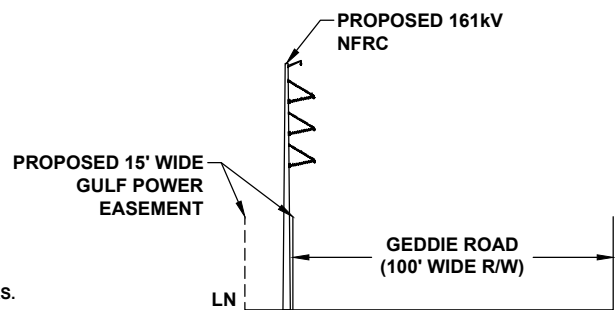 PROPOSED 161kV
NFRC
PROPOSED 15' WIDE
GULF POWER
EASEMENT
GEDDIE ROAD
(100' WIDE R/W)
S.
LN